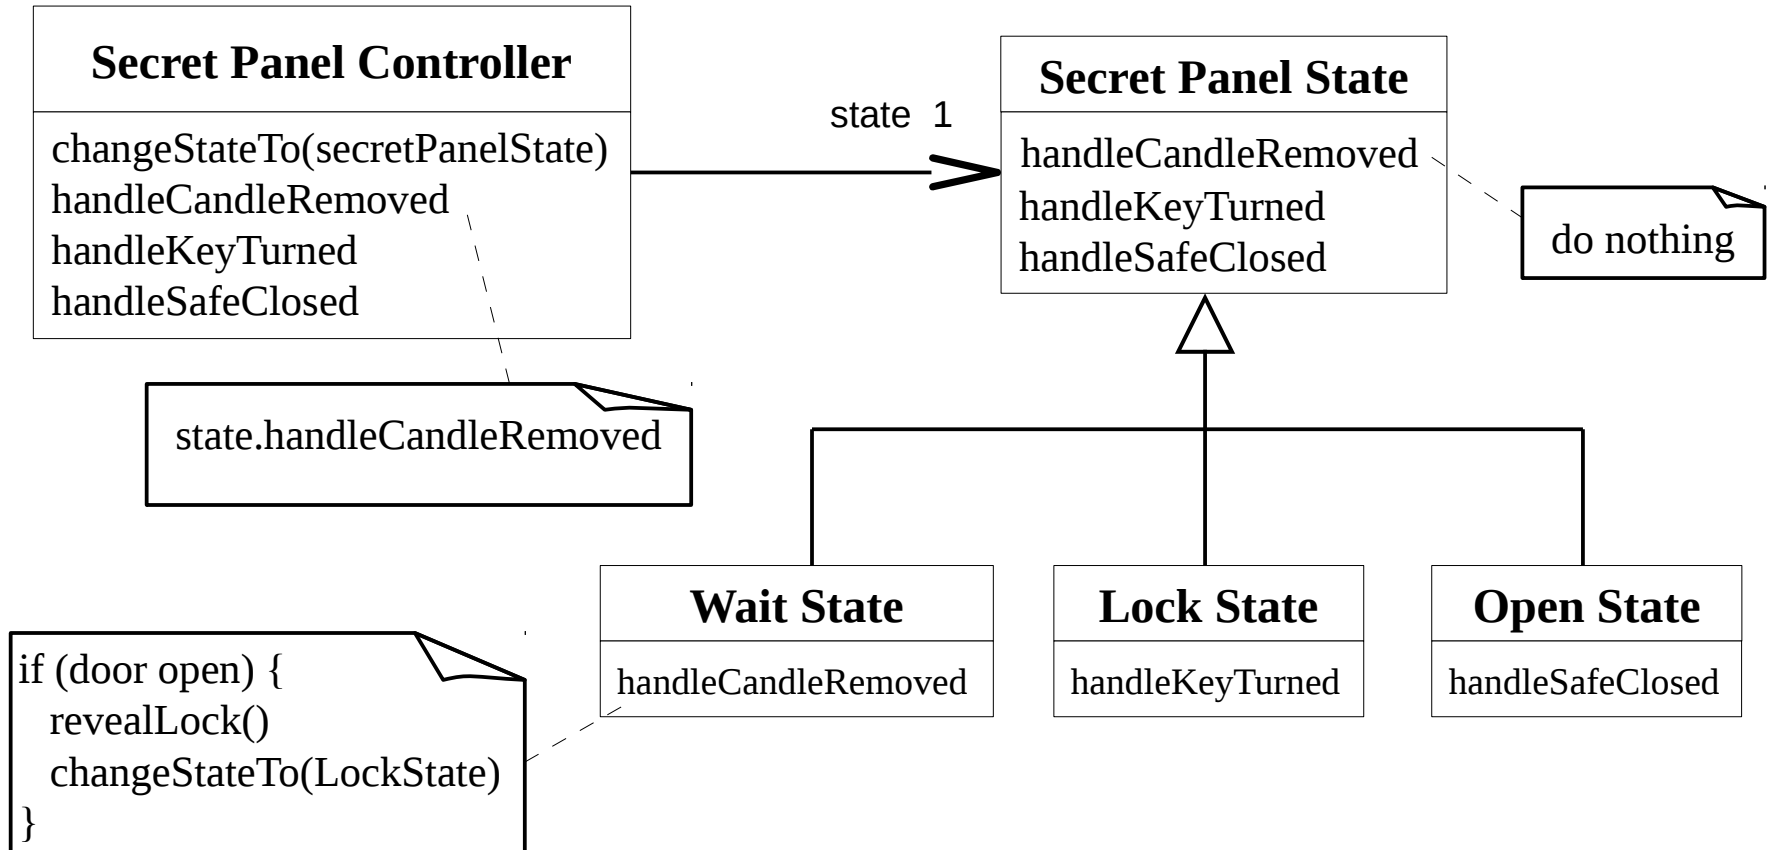 Secret Panel Controller
changeStateTo(secretPanelState)
handleCandleRemoved
handleKeyTurned
handleSafeClosed
state 1
Secret Panel State
handleCandleRemoved
handleKeyTurned
handleSafeClosed
do nothing
state.handleCandleRemoved
Wait State
handleCandleRemoved
Lock State
handleKeyTurned
Open State
handleSafeClosed
if (door open) {
revealLock()
changeStateTo(LockState)
}